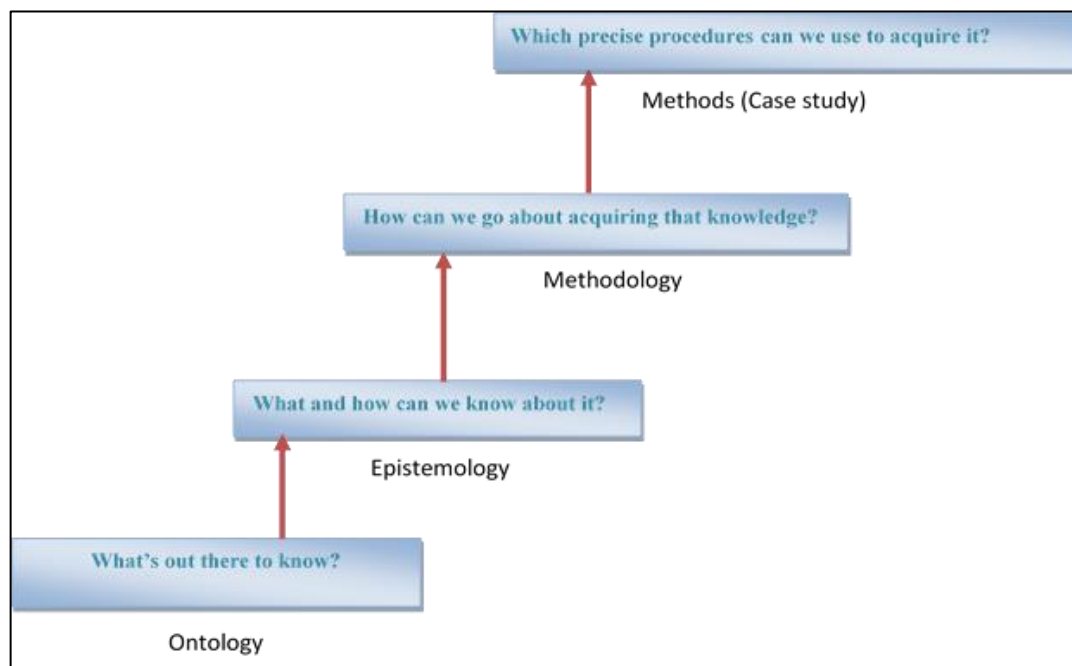 Which precise procedures can we use to acquire it?
Methods (Case study)
How can we go about acquiring that knowledge?
Methodology
What and how can we know about it?
Epistemology
What’s out there to know?
Ontology